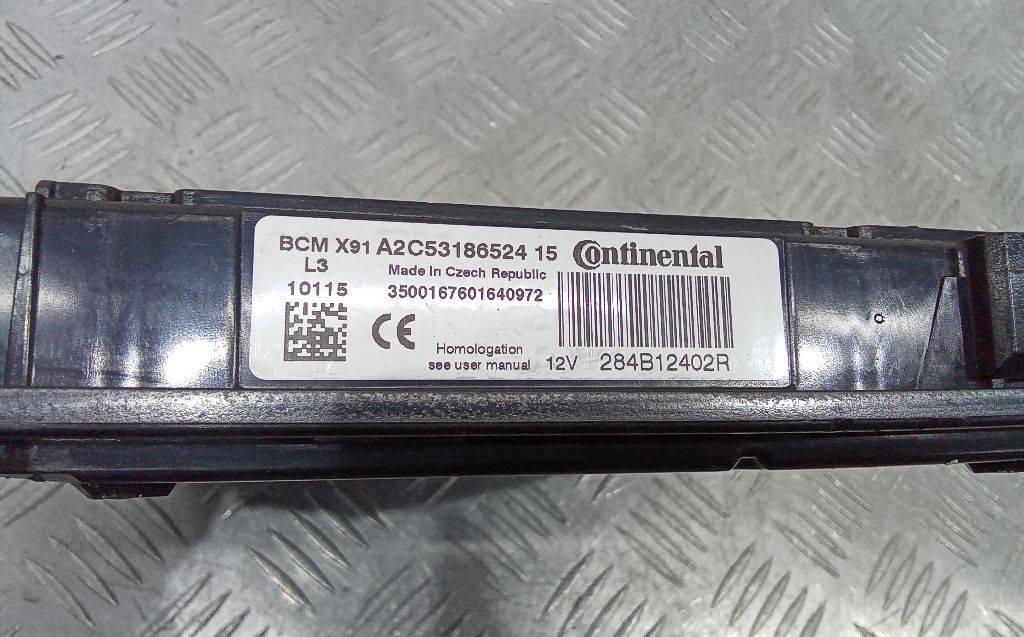 BCM X91 A2C53186524 15 Continental
L3 Made in Czech Republic
10115 3500167601640972
CE
Homologation
see user manual 12V 284B12402R